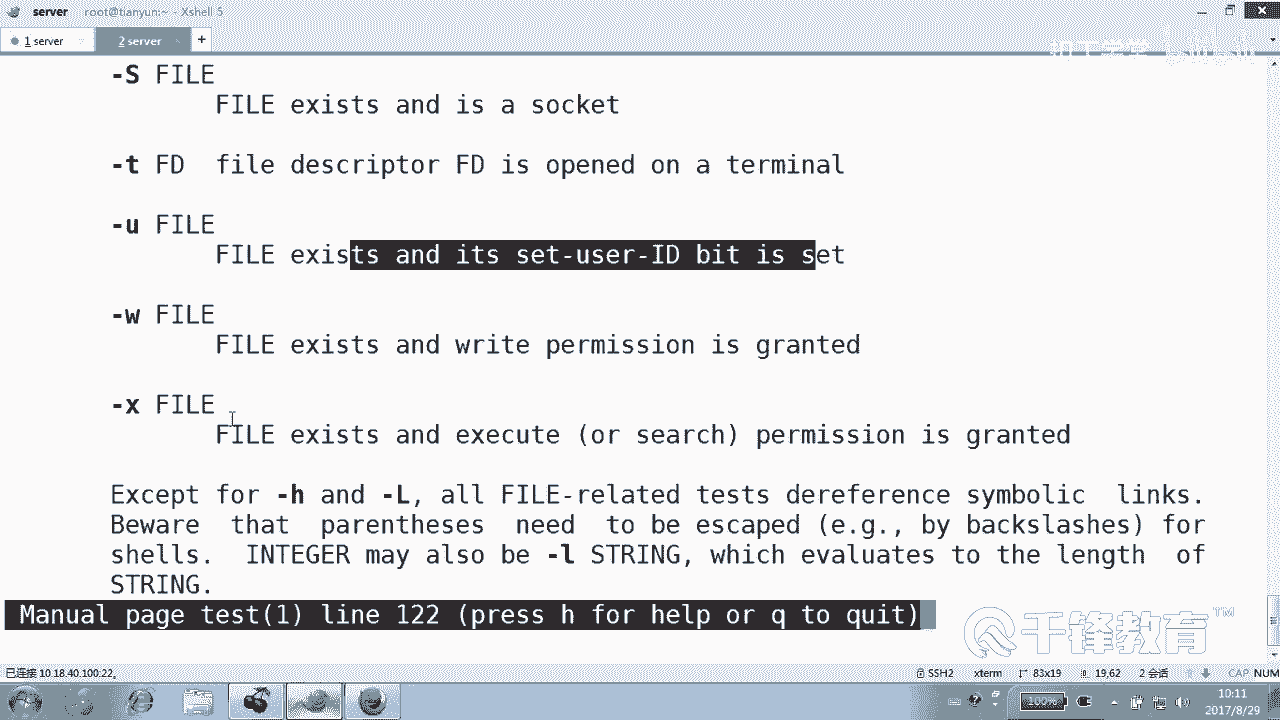 server root@tianyun:~ - Xshell 5
1 server
2 server
+
-S FILE
FILE exists and is a socket
-t FD file descriptor FD is opened on a terminal
-u FILE
FILE exists and its set-user-ID bit is set
-w FILE
FILE exists and write permission is granted
-x FILE
FILE exists and execute (or search) permission is granted
Except for -h and -L, all FILE-related tests dereference symbolic links.
Beware that parentheses need to be escaped (e.g., by backslashes) for
shells. INTEGER may also be -l STRING, which evaluates to the length of
STRING.
Manual page test(1) line 122 (press h for help or q to quit)
千锋教育™
已连接 10.18.40.100:22。
SSH2 xterm 83x19 19,62 2 会话 CAP NUM
100%
10:11
2017/8/29